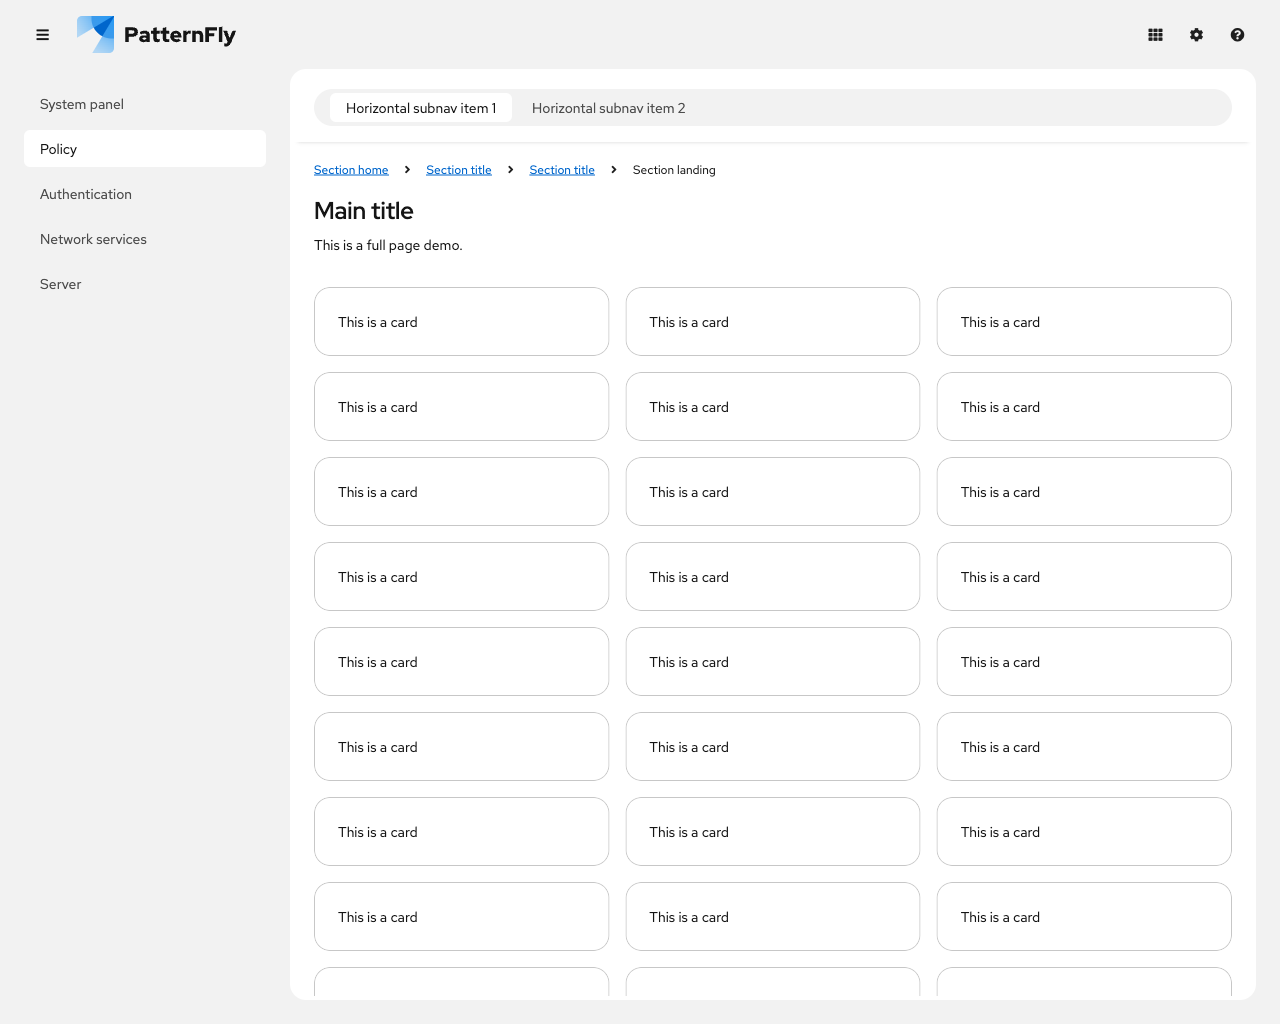 PatternFly
System panel
Policy
Authentication
Network services
Server
Horizontal subnav item 1 Horizontal subnav item 2
Section home Section title Section title Section landing
Main title
This is a full page demo.
This is a card This is a card This is a card
This is a card This is a card This is a card
This is a card This is a card This is a card
This is a card This is a card This is a card
This is a card This is a card This is a card
This is a card This is a card This is a card
This is a card This is a card This is a card
This is a card This is a card This is a card